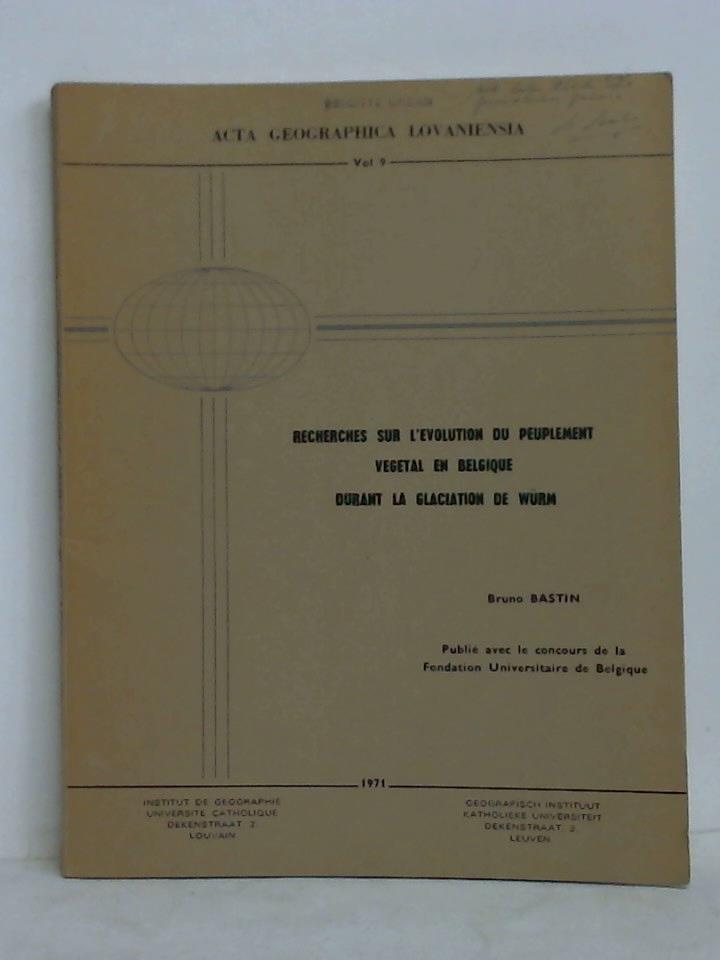 ACTA GEOGRAPHICA LOVANIENSIA
Vol 9
RECHERCHES SUR L'EVOLUTION DU PEUPLEMENT
VEGETAL EN BELGIQUE
DURANT LA GLACIATION DE WÜRM
Bruno BASTIN
Publié avec le concours de la
Fondation Universitaire de Belgique
1971
INSTITUT DE GEOGRAPHIE
UNIVERSITE CATHOLIQUE
DEKENSTRAAT 2.
LOUVAIN
GEOGRAFISCH INSTITUUT
KATHOLIEKE UNIVERSITEIT
DEKENSTRAAT 2.
LEUVEN